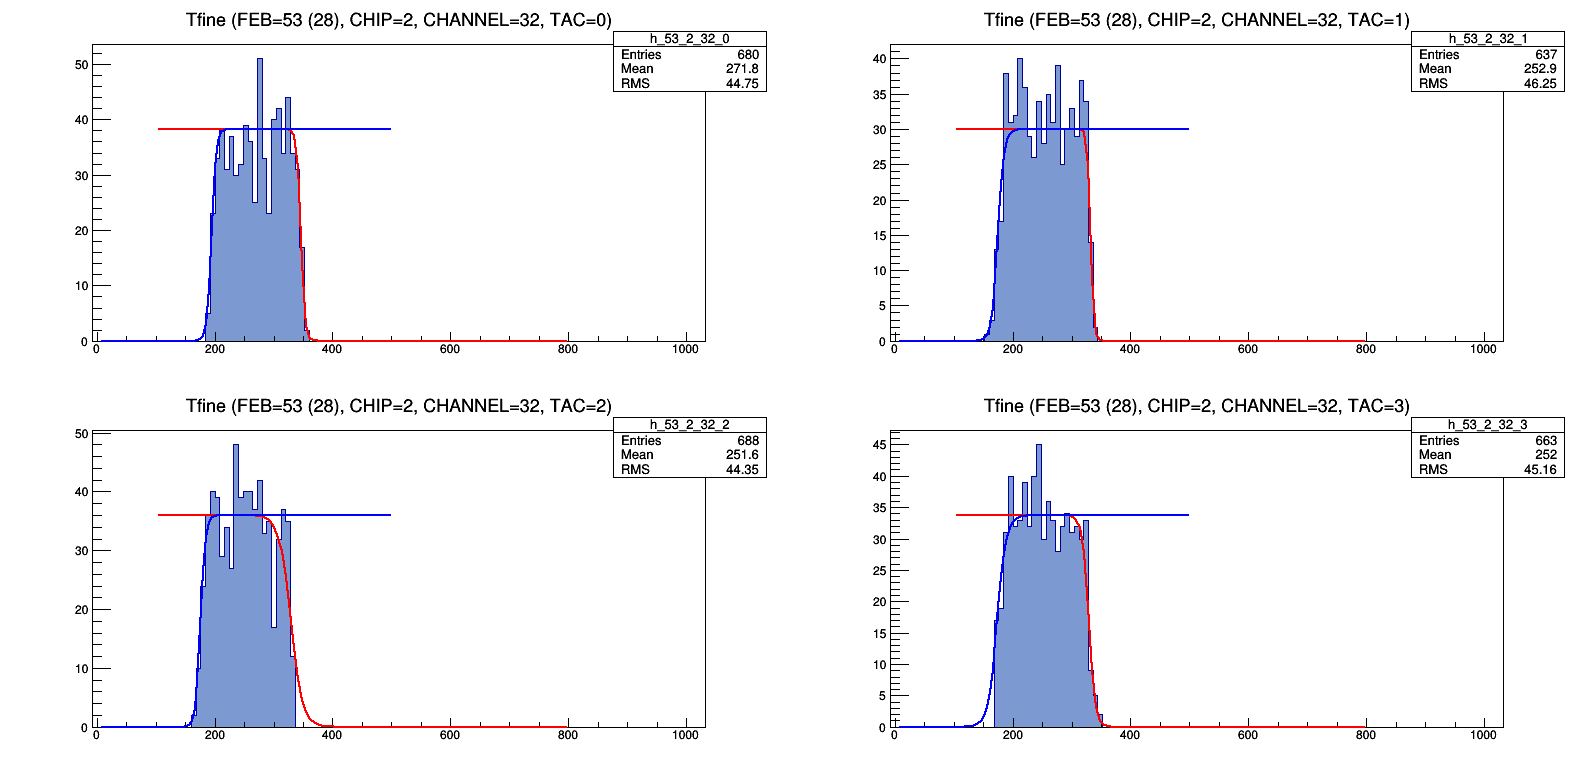 Tfine (FEB=53 (28), CHIP=2, CHANNEL=32, TAC=0)
h_53_2_32_0
Entries 680
Mean 271.8
RMS 44.75
50
40
30
20
10
0
0 200 400 600 800 1000
Tfine (FEB=53 (28), CHIP=2, CHANNEL=32, TAC=1)
h_53_2_32_1
Entries 637
Mean 252.9
RMS 46.25
40
35
30
25
20
15
10
5
0
0 200 400 600 800 1000
Tfine (FEB=53 (28), CHIP=2, CHANNEL=32, TAC=2)
h_53_2_32_2
Entries 688
Mean 251.6
RMS 44.35
50
40
30
20
10
0
0 200 400 600 800 1000
Tfine (FEB=53 (28), CHIP=2, CHANNEL=32, TAC=3)
h_53_2_32_3
Entries 663
Mean 252
RMS 45.16
45
40
35
30
25
20
15
10
5
0
0 200 400 600 800 1000